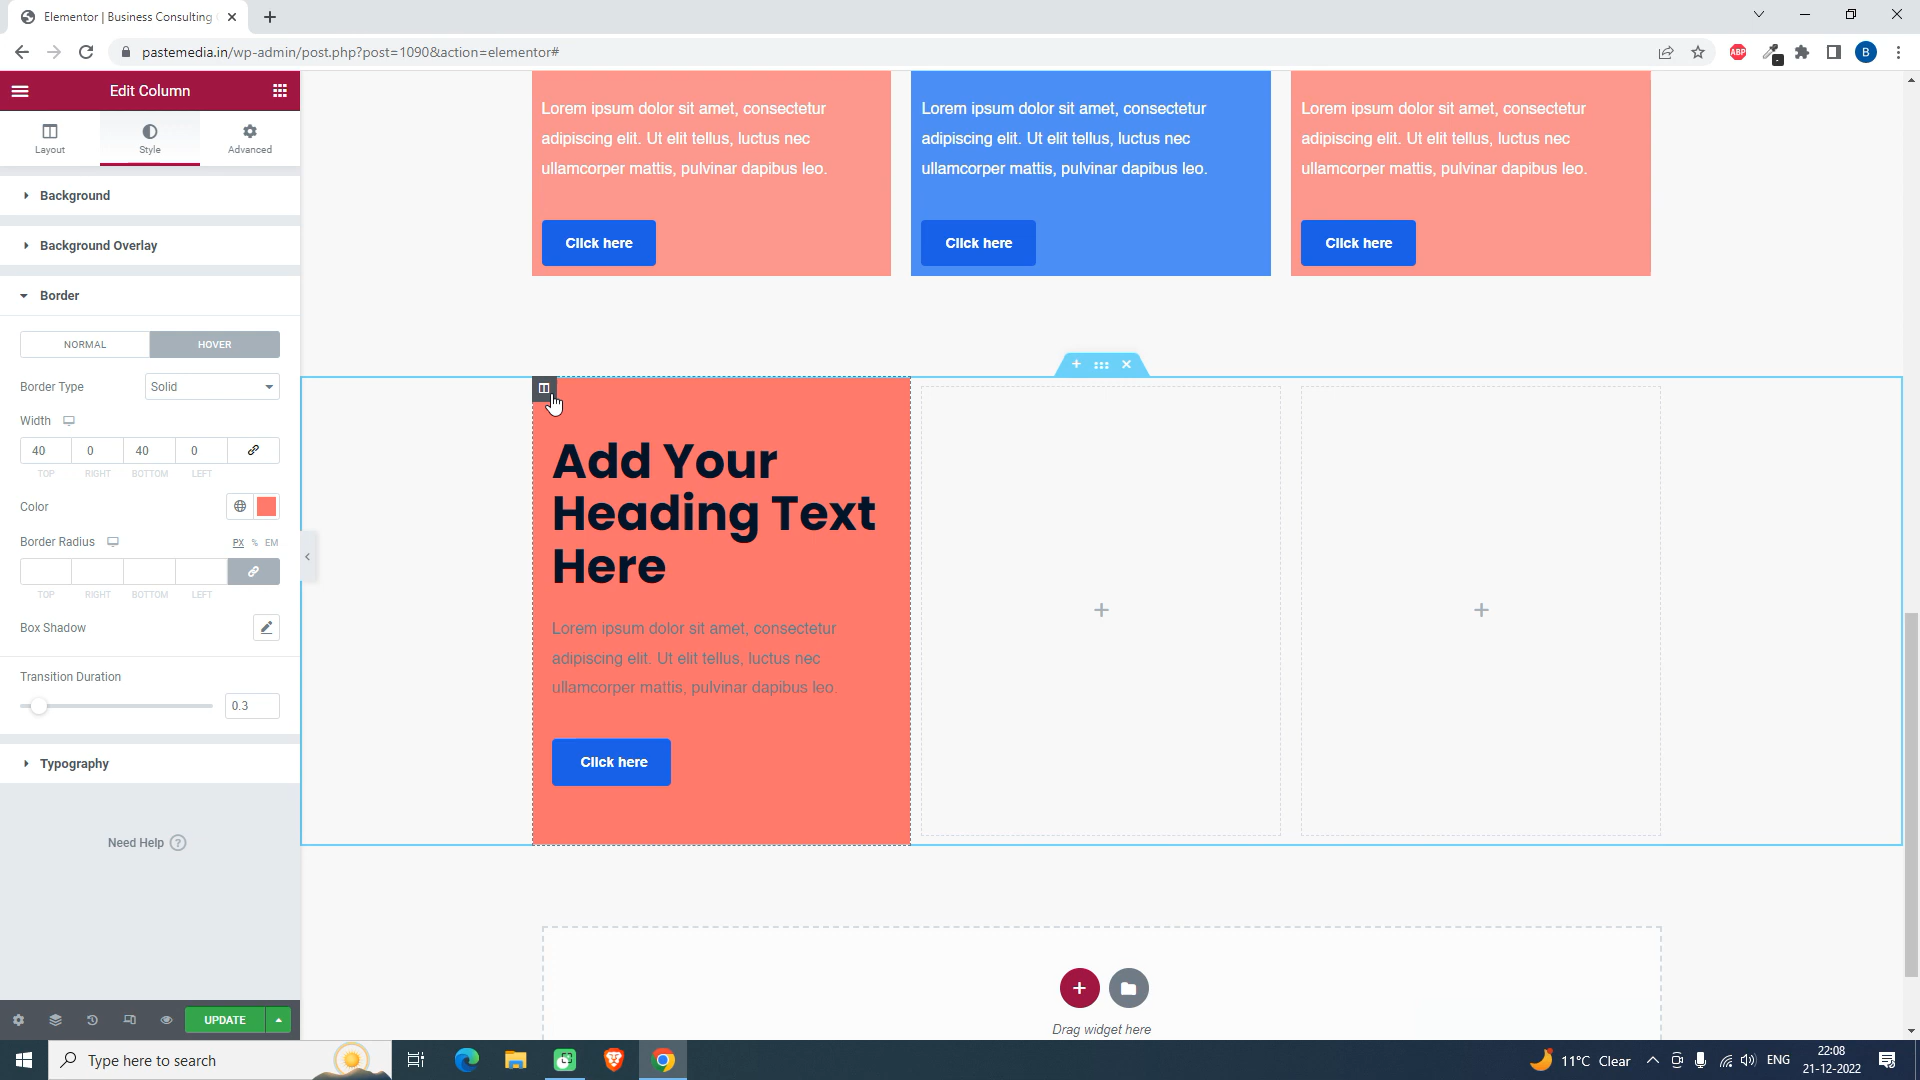 Elementor | Business Consulting
pastemedia.in/wp-admin/post.php?post=1090&action=elementor#
ABP
B
Edit Column
Layout
Style
Advanced
Background
Background Overlay
Border
NORMAL
HOVER
Border Type
Solid
Width
40
0
40
0
TOP
RIGHT
BOTTOM
LEFT
Color
Border Radius
PX
%
EM
TOP
RIGHT
BOTTOM
LEFT
Box Shadow
Transition Duration
0.3
Typography
Need Help
UPDATE
Lorem ipsum dolor sit amet, consectetur
adipiscing elit. Ut elit tellus, luctus nec
ullamcorper mattis, pulvinar dapibus leo.
Click here
Lorem ipsum dolor sit amet, consectetur
adipiscing elit. Ut elit tellus, luctus nec
ullamcorper mattis, pulvinar dapibus leo.
Click here
Lorem ipsum dolor sit amet, consectetur
adipiscing elit. Ut elit tellus, luctus nec
ullamcorper mattis, pulvinar dapibus leo.
Click here
Add Your
Heading Text
Here
Lorem ipsum dolor sit amet, consectetur
adipiscing elit. Ut elit tellus, luctus nec
ullamcorper mattis, pulvinar dapibus leo.
Click here
Drag widget here
Type here to search
11°C Clear
ENG
22:08
21-12-2022